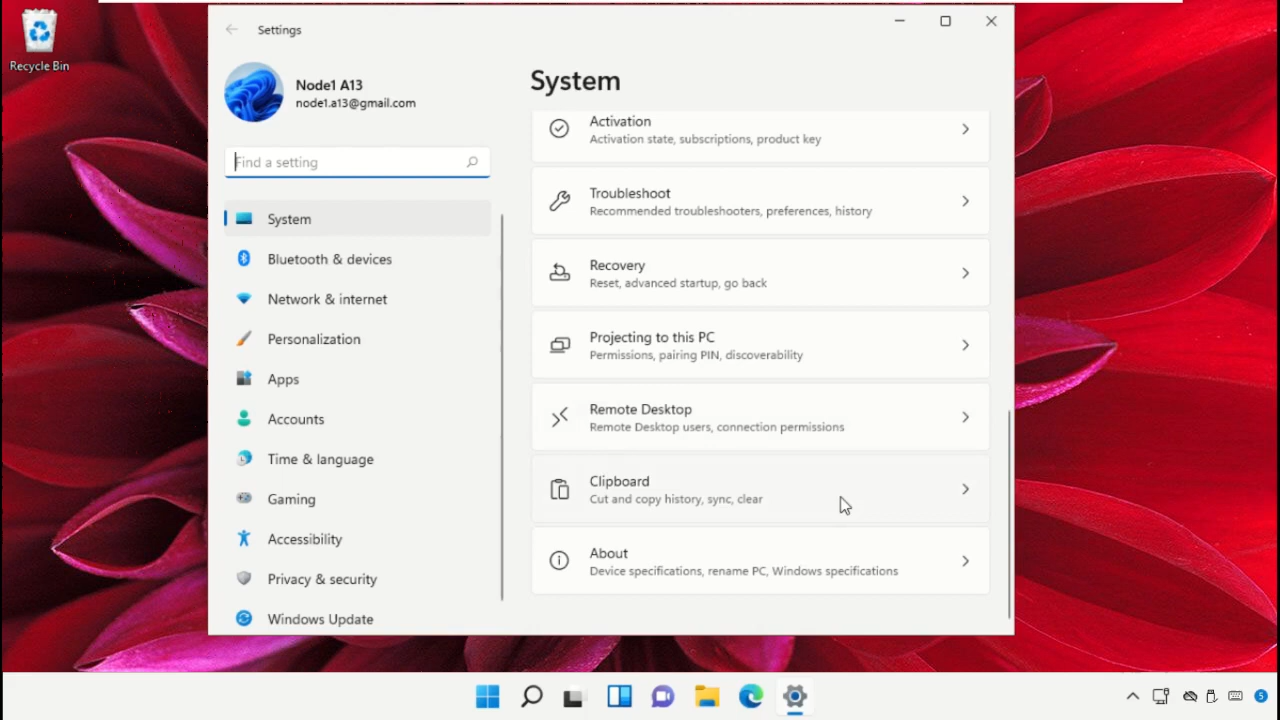 Recycle Bin
Settings
Node1 A13
node1.a13@gmail.com
Find a setting
System
Bluetooth & devices
Network & internet
Personalization
Apps
Accounts
Time & language
Gaming
Accessibility
Privacy & security
Windows Update
System
Activation
Activation state, subscriptions, product key
Troubleshoot
Recommended troubleshooters, preferences, history
Recovery
Reset, advanced startup, go back
Projecting to this PC
Permissions, pairing PIN, discoverability
Remote Desktop
Remote Desktop users, connection permissions
Clipboard
Cut and copy history, sync, clear
About
Device specifications, rename PC, Windows specifications
5